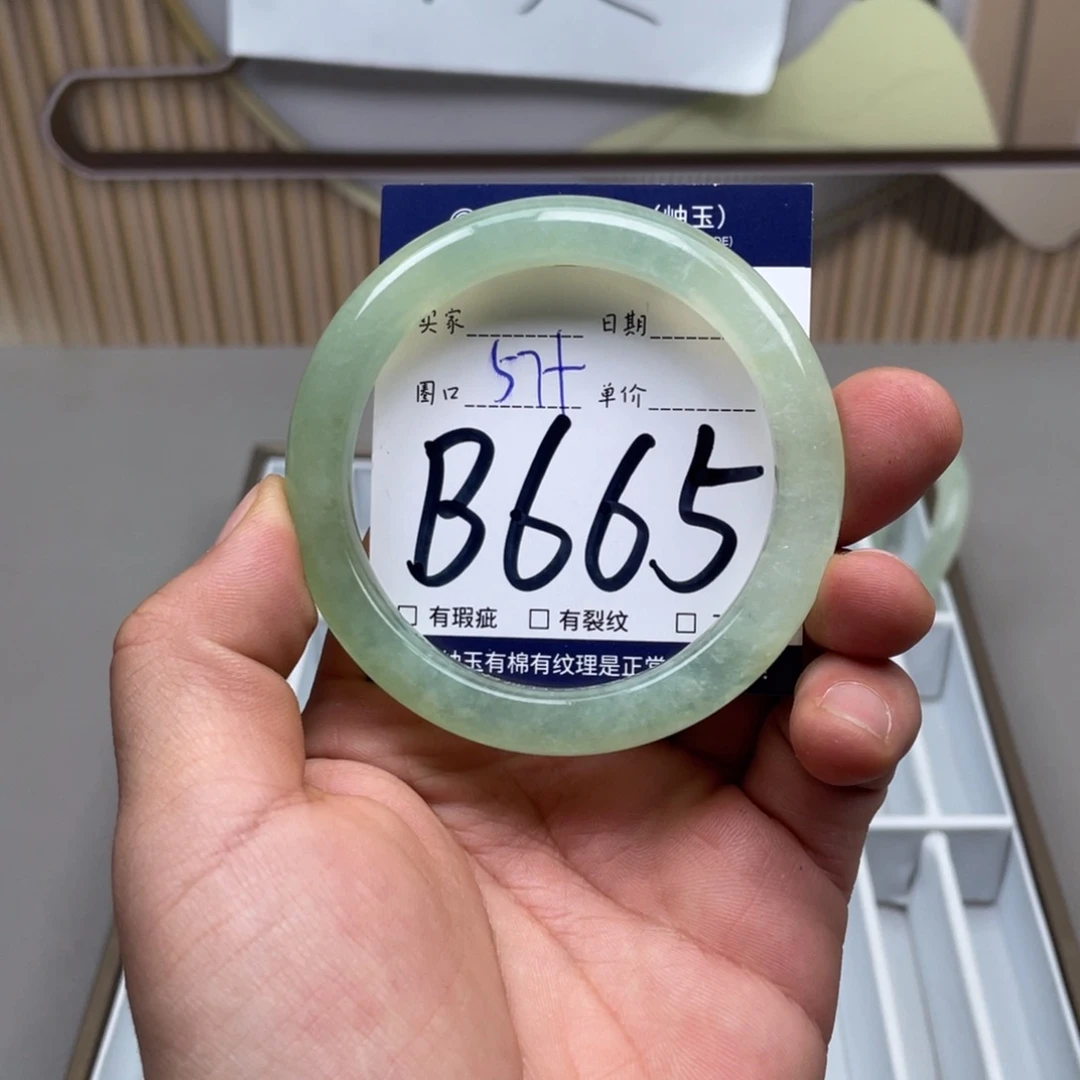 （岫玉）
买家 日期
圈口 57+ 单价
B665
□ 有瑕疵 □ 有裂纹 □
岫玉有棉有纹理是正常